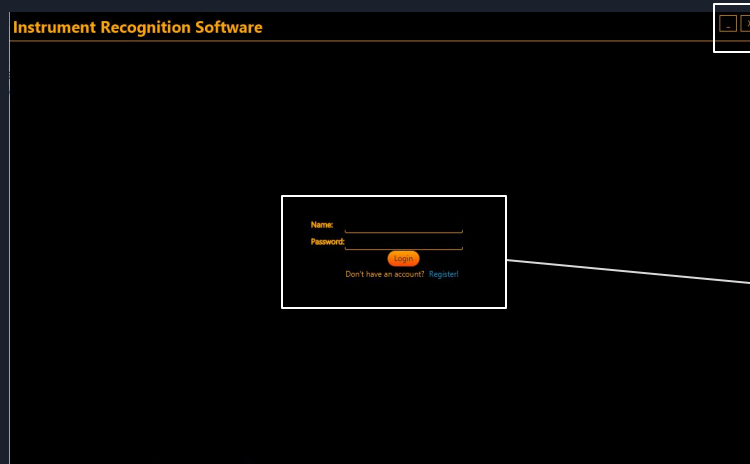 Instrument Recognition Software
Name:
Password:
Login
Don't have an account? Register!